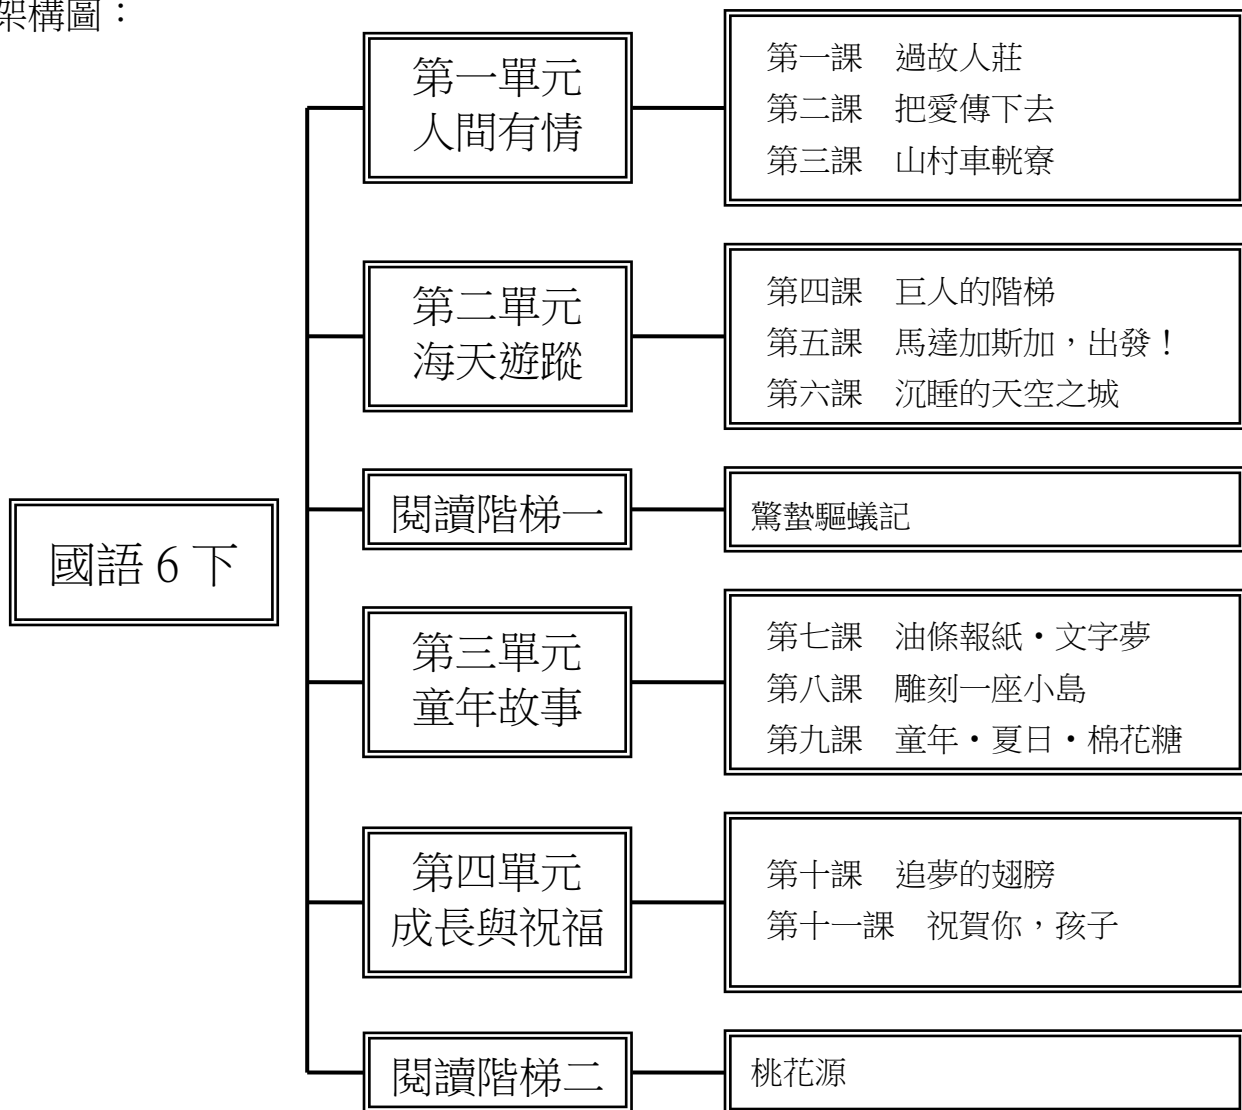 架構圖：
國語 6 下
第一單元
人間有情
第一課　過故人莊
第二課　把愛傳下去
第三課　山村車輄寮
第二單元
海天遊蹤
第四課　巨人的階梯
第五課　馬達加斯加，出發！
第六課　沉睡的天空之城
閱讀階梯一
驚蟄驅蟻記
第三單元
童年故事
第七課　油條報紙・文字夢
第八課　雕刻一座小島
第九課　童年・夏日・棉花糖
第四單元
成長與祝福
第十課　追夢的翅膀
第十一課　祝賀你，孩子
閱讀階梯二
桃花源